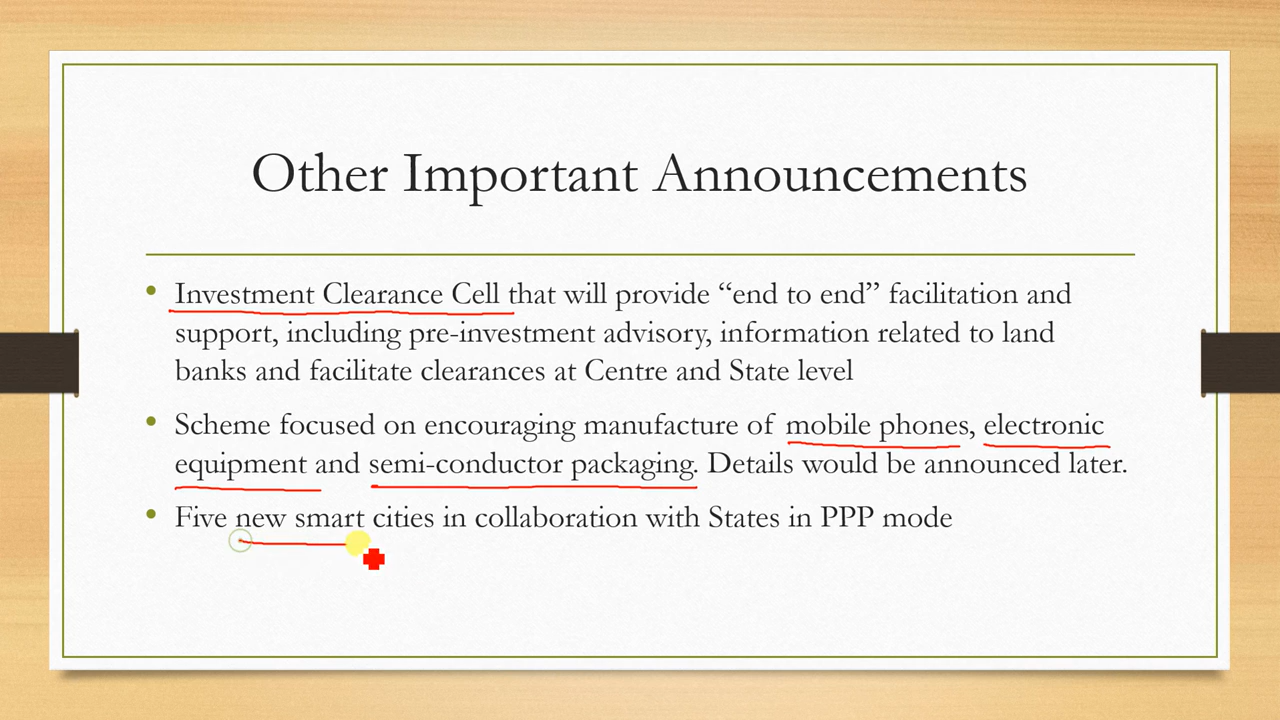 Other Important Announcements
• Investment Clearance Cell that will provide “end to end” facilitation and
support, including pre-investment advisory, information related to land
banks and facilitate clearances at Centre and State level
• Scheme focused on encouraging manufacture of mobile phones, electronic
equipment and semi-conductor packaging. Details would be announced later.
• Five new smart cities in collaboration with States in PPP mode